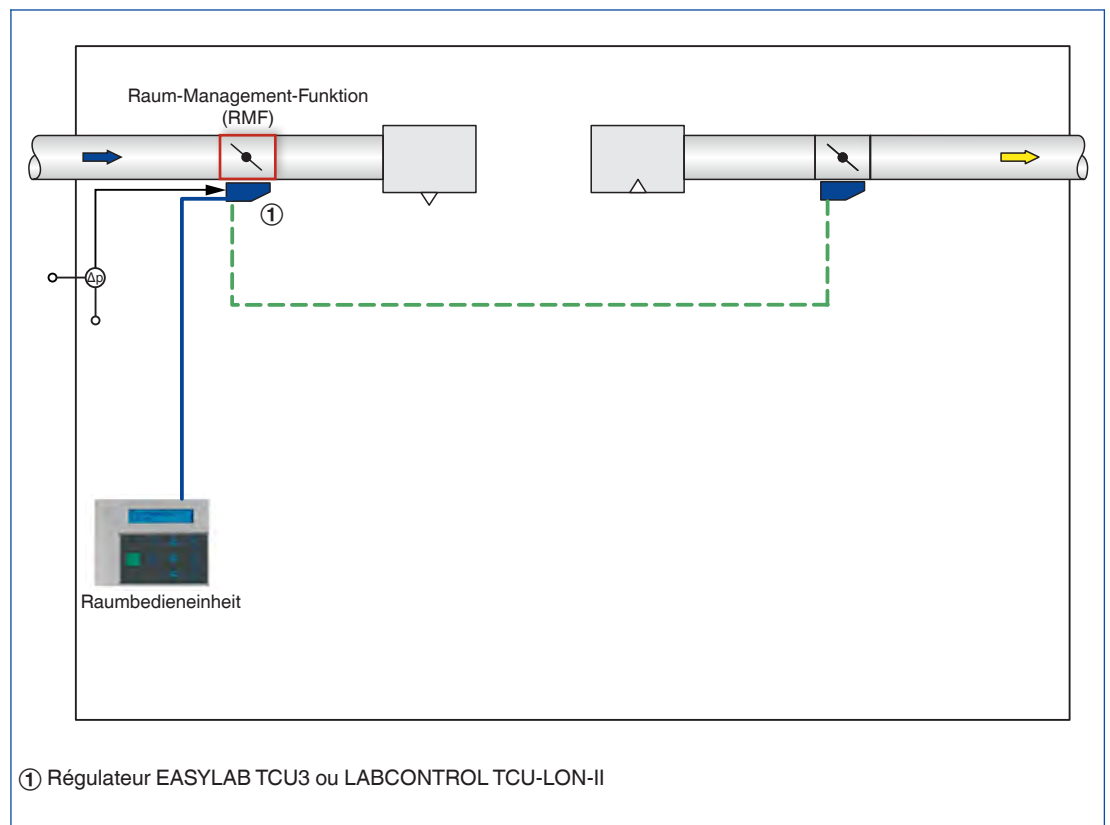 Raum-Management-Funktion
(RMF)
①
Δp
Raumbedieneinheit
① Régulateur EASYLAB TCU3 ou LABCONTROL TCU-LON-II